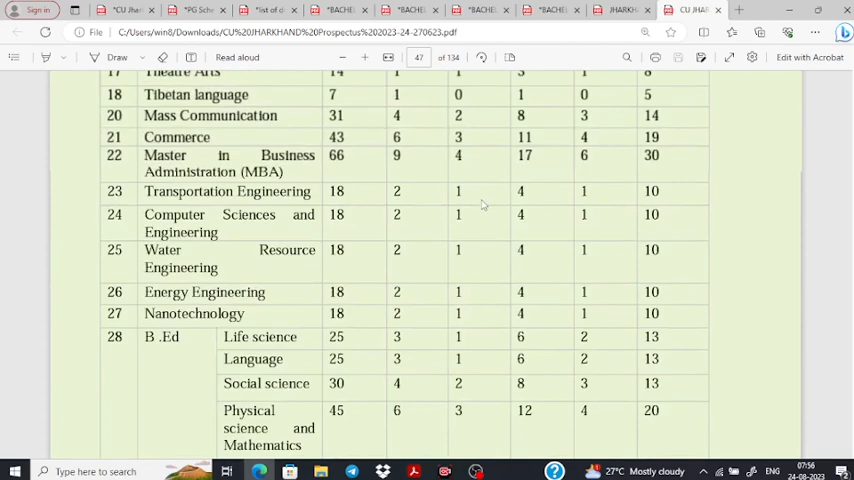 Sign in
*CU Jhark
*PG Sche
*list of di
*BACHEL
*BACHEL
*BACHEL
*BACHEL
JHARKH
CU JHAR
File
C:/Users/win8/Downloads/CU%20JHARKHAND%20Prospectus%202023-24-270623.pdf
Draw
Read aloud
47 of 134
Edit with Acrobat
17 Theatre Arts 14 1 1 3 1 8
18 Tibetan language 7 1 0 1 0 5
20 Mass Communication 31 4 2 8 3 14
21 Commerce 43 6 3 11 4 19
22 Master in Business 66 9 4 17 6 30
Administration (MBA)
23 Transportation Engineering 18 2 1 4 1 10
24 Computer Sciences and 18 2 1 4 1 10
Engineering
25 Water Resource 18 2 1 4 1 10
Engineering
26 Energy Engineering 18 2 1 4 1 10
27 Nanotechnology 18 2 1 4 1 10
28 B .Ed Life science 25 3 1 6 2 13
Language 25 3 1 6 2 13
Social science 30 4 2 8 3 13
Physical 45 6 3 12 4 20
science and
Mathematics
Type here to search
27°C Mostly cloudy
ENG
07:56
24-08-2023